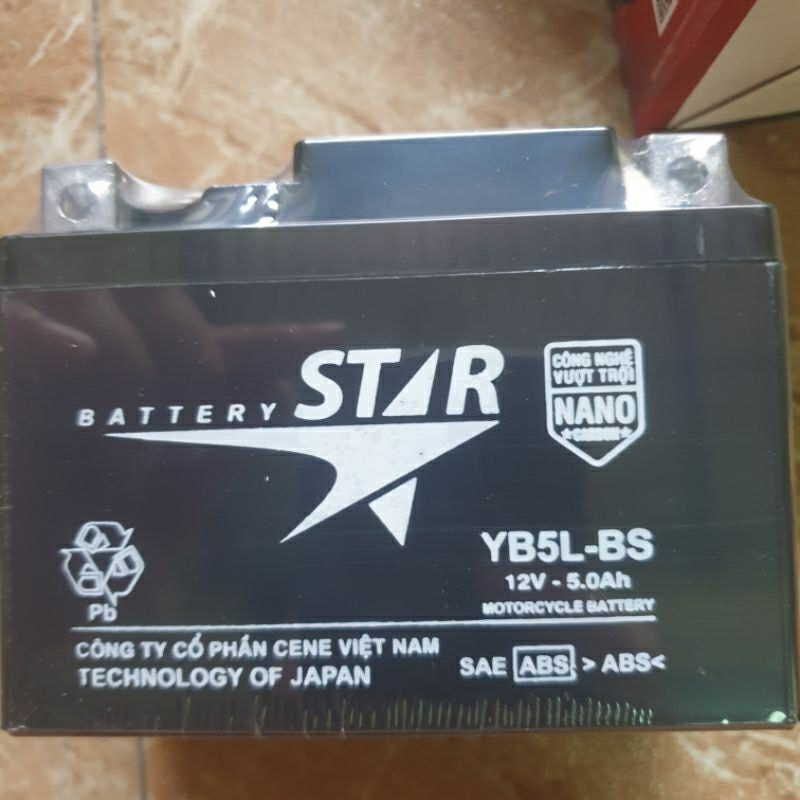 BATTERY STAR
CÔNG NGHỆ
VƯỢT TRỘI
NANO
CARBON
YB5L-BS
12V - 5.0Ah
MOTORCYCLE BATTERY
Pb
CÔNG TY CỔ PHẦN CENE VIỆT NAM
TECHNOLOGY OF JAPAN
SAE ABS > ABS<